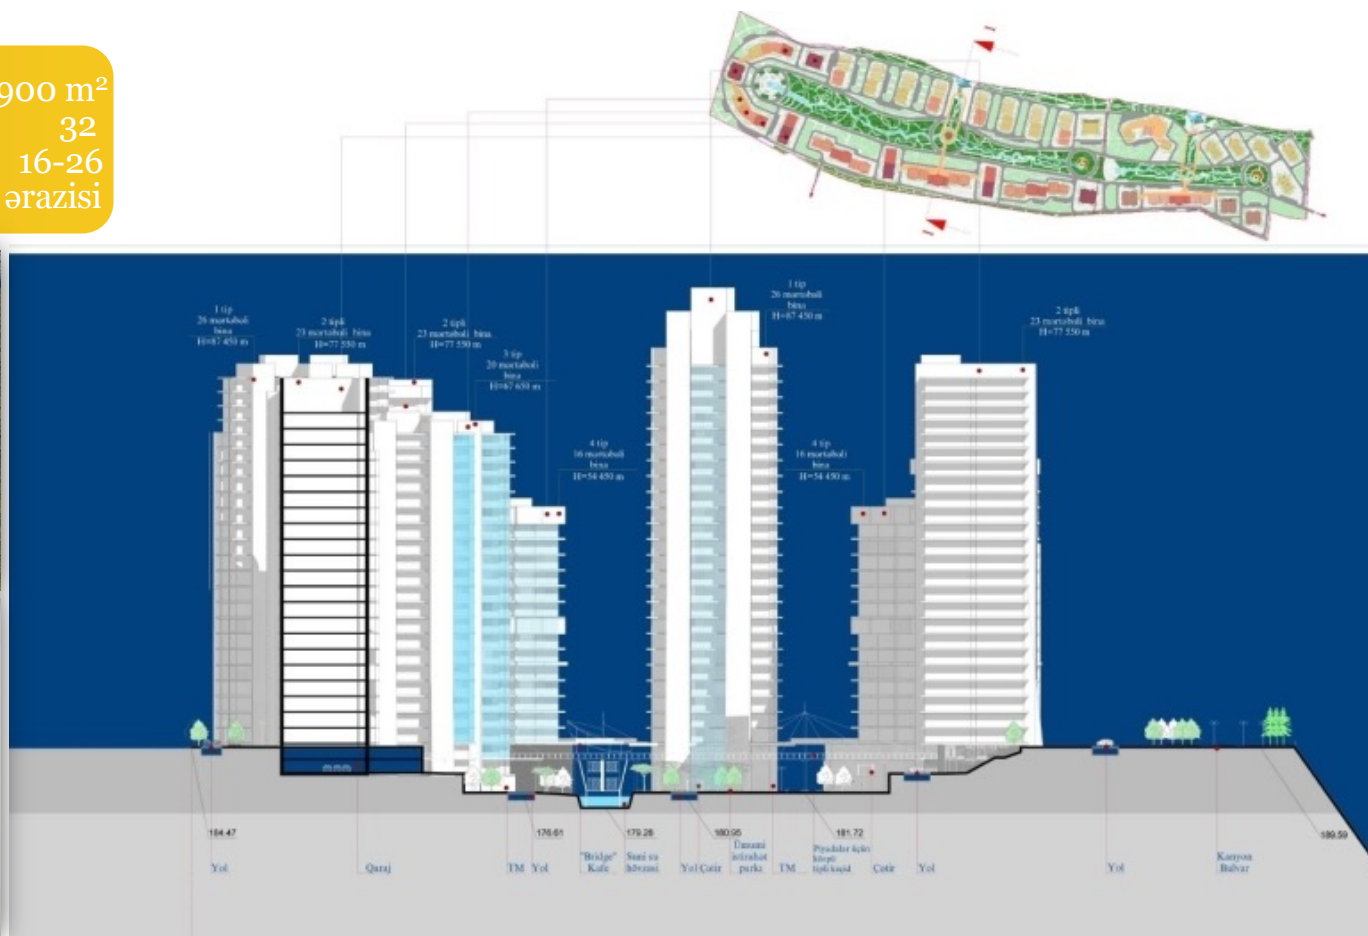 900 m²
32
16-26
ərazisi
1 tip
26 mərtəbəli
bina
H=87 450 m
2 tipli
23 mərtəbəli bina
H=77 550 m
2 tipli
23 mərtəbəli bina
H=77 550 m
3 tip
20 mərtəbəli
bina
H=67 650 m
4 tip
16 mərtəbəli
bina
H=54 450 m
1 tip
26 mərtəbəli
bina
H=87 450 m
4 tip
16 mərtəbəli
bina
H=54 450 m
2 tipli
23 mərtəbəli bina
H=77 550 m
184.47
176.61
179.28
180.95
181.72
189.59
Yol
Qaraj
TM
Yol
"Bridge"
Kafe
Süni su
hövzəsi
Yol
Çətir
Ümumi
istirahət
parkı
TM
Piyadalar üçün
körpü
tipli keçid
Çətir
Yol
Yol
Kanyon
Bulvar